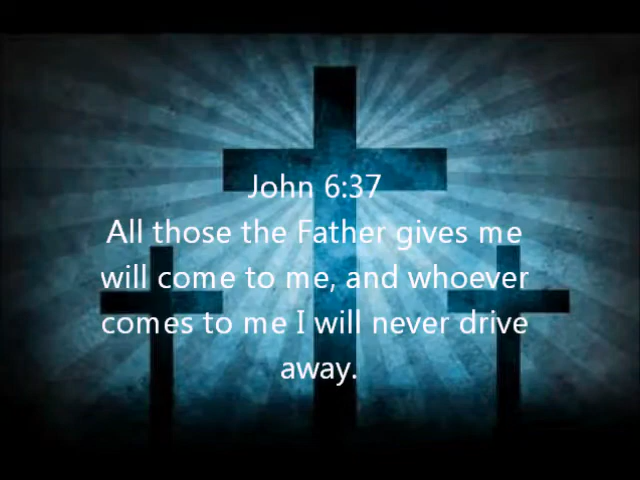 John 6:37
All those the Father gives me
will come to me, and whoever
comes to me I will never drive
away.